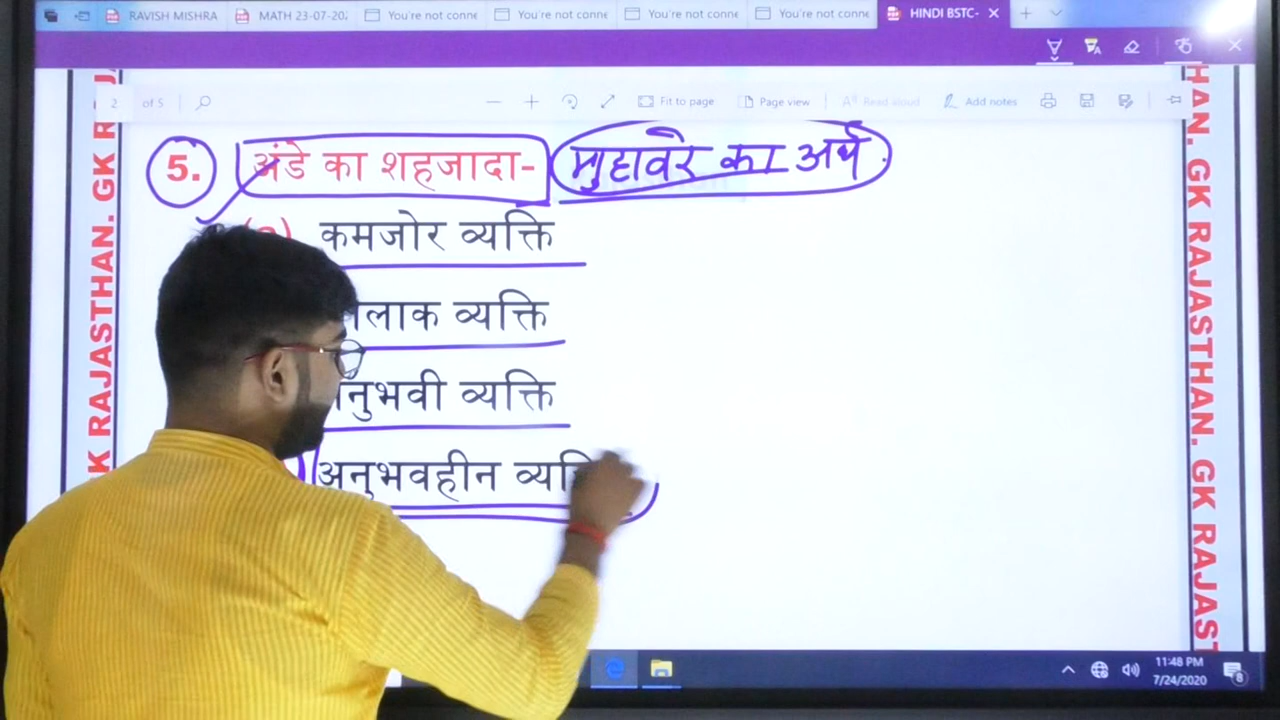 RAVISH MISHRA
MATH 23-07-202
You're not conne
You're not conne
You're not conne
You're not conne
HINDI BSTC-
2 of 5
Fit to page
Page view
Read aloud
Add notes
5. अंडे का शहजादा- मुहावरे का अर्थ
कमजोर व्यक्ति
व्यक्ति
व्यक्ति
अनुभवहीन
RAJASTHAN. GK
HAN. GK RAJASTHAN. GK RAJAST
11:48 PM
7/24/2020
8